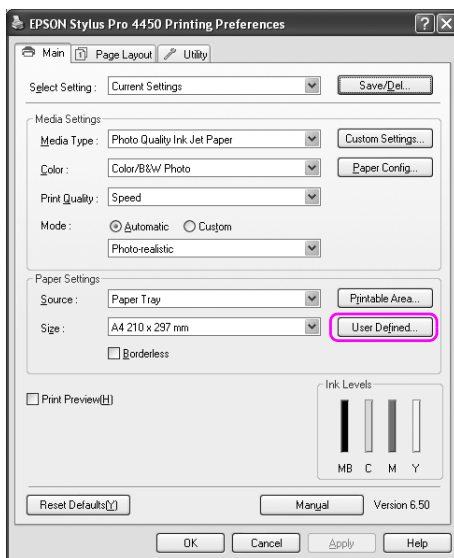 EPSON Stylus Pro 4450 Printing Preferences
Main Page Layout Utility
Select Setting : Current Settings Save/Del...
Media Settings
Media Type : Photo Quality Ink Jet Paper Custom Settings...
Color : Color/B&W Photo Paper Config...
Print Quality : Speed
Mode : Automatic Custom
Photo-realistic
Paper Settings
Source : Paper Tray Printable Area...
Size : A4 210 x 297 mm User Defined...
Borderless
Print Preview(H)
Ink Levels
MB C M Y
Reset Defaults(Y) Manual Version 6.50
OK Cancel Apply Help